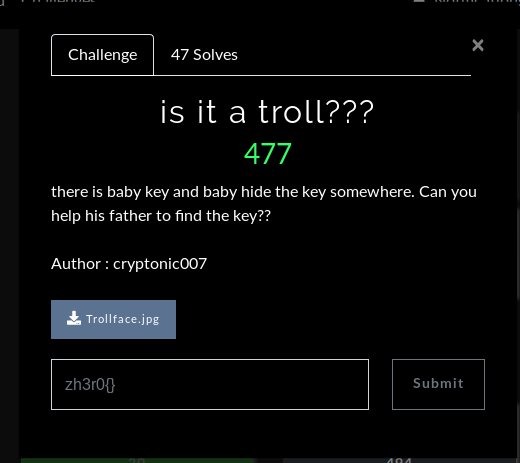 Challenge
47 Solves
×
is it a troll???
477
there is baby key and baby hide the key somewhere. Can you
help his father to find the key??
Author : cryptonic007
Trollface.jpg
zh3r0{}
Submit